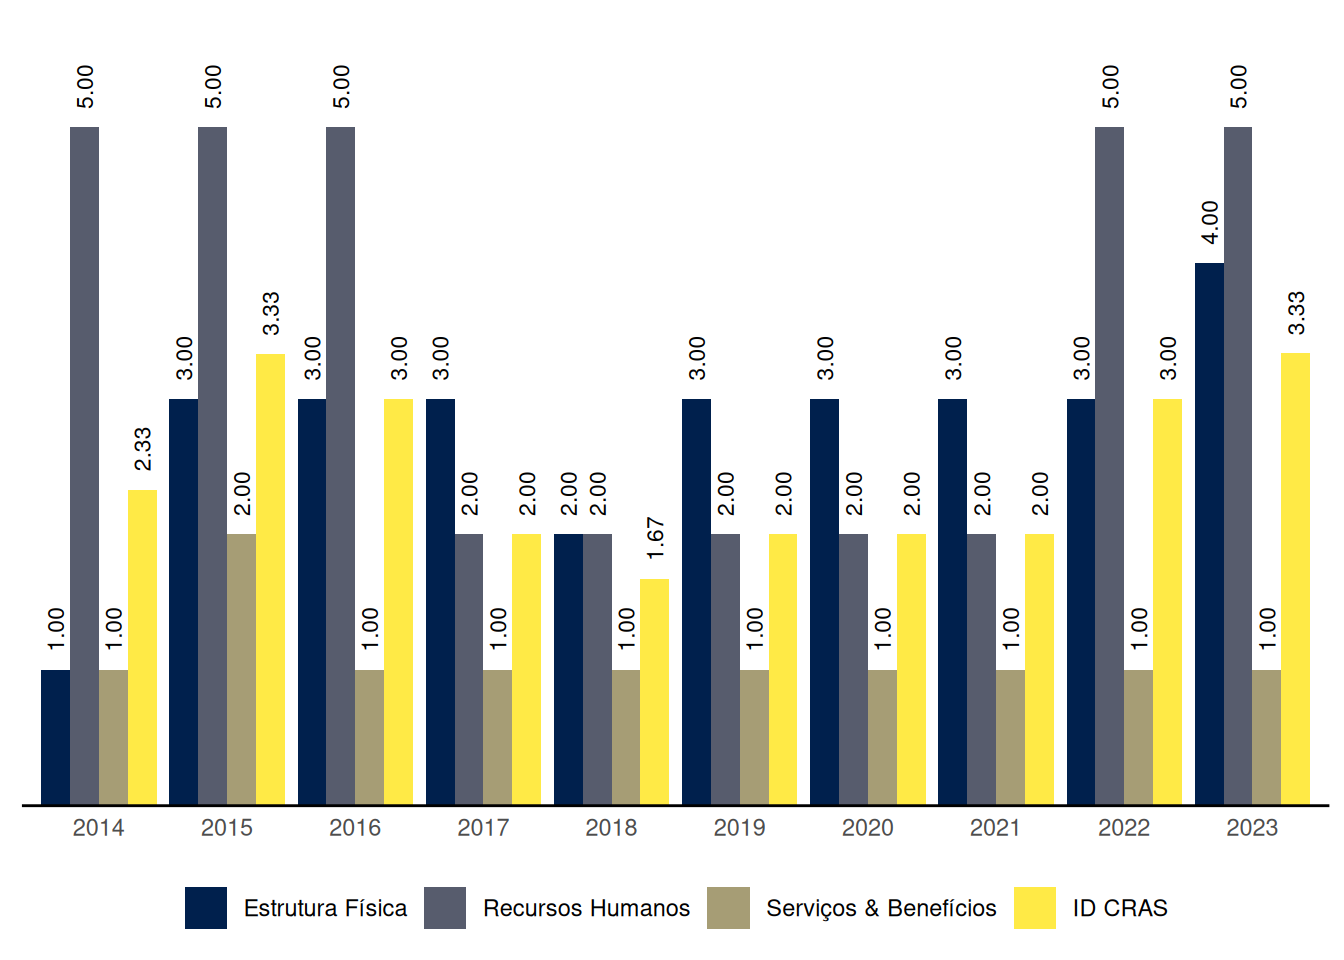 5.00 5.00 5.00 5.00 5.00
4.00
3.33 3.33
3.00 3.00 3.00 3.00 3.00 3.00 3.00 3.00 3.00
2.33
2.00 2.00 2.00 2.00 2.00 2.00 2.00 2.00 2.00 2.00 2.00
1.67
1.00 1.00 1.00 1.00 1.00 1.00 1.00 1.00 1.00 1.00
2014 2015 2016 2017 2018 2019 2020 2021 2022 2023
Estrutura Física Recursos Humanos Serviços & Benefícios ID CRAS